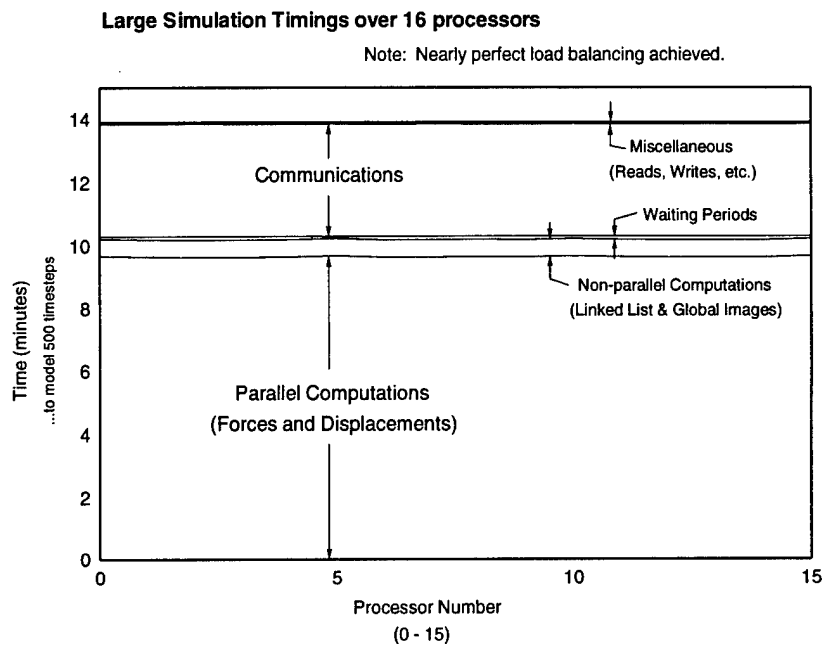 Large Simulation Timings over 16 processors
Note: Nearly perfect load balancing achieved.
14
12
10
8
6
4
2
0
Time (minutes)
...to model 500 timesteps
Communications
Miscellaneous
(Reads, Writes, etc.)
Waiting Periods
Non-parallel Computations
(Linked List & Global Images)
Parallel Computations
(Forces and Displacements)
0
5
10
15
Processor Number
(0 - 15)